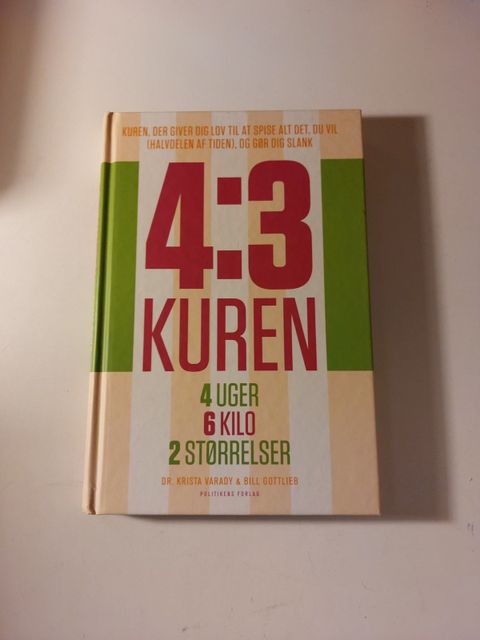 KUREN, DER GIVER DIG LOV TIL AT SPISE ALT DET, DU VIL
(HALVDELEN AF TIDEN), OG GØR DIG SLANK
4:3
KUREN
4 UGER
6 KILO
2 STØRRELSER
DR. KRISTA VARADY & BILL GOTTLIEB
POLITIKENS FORLAG